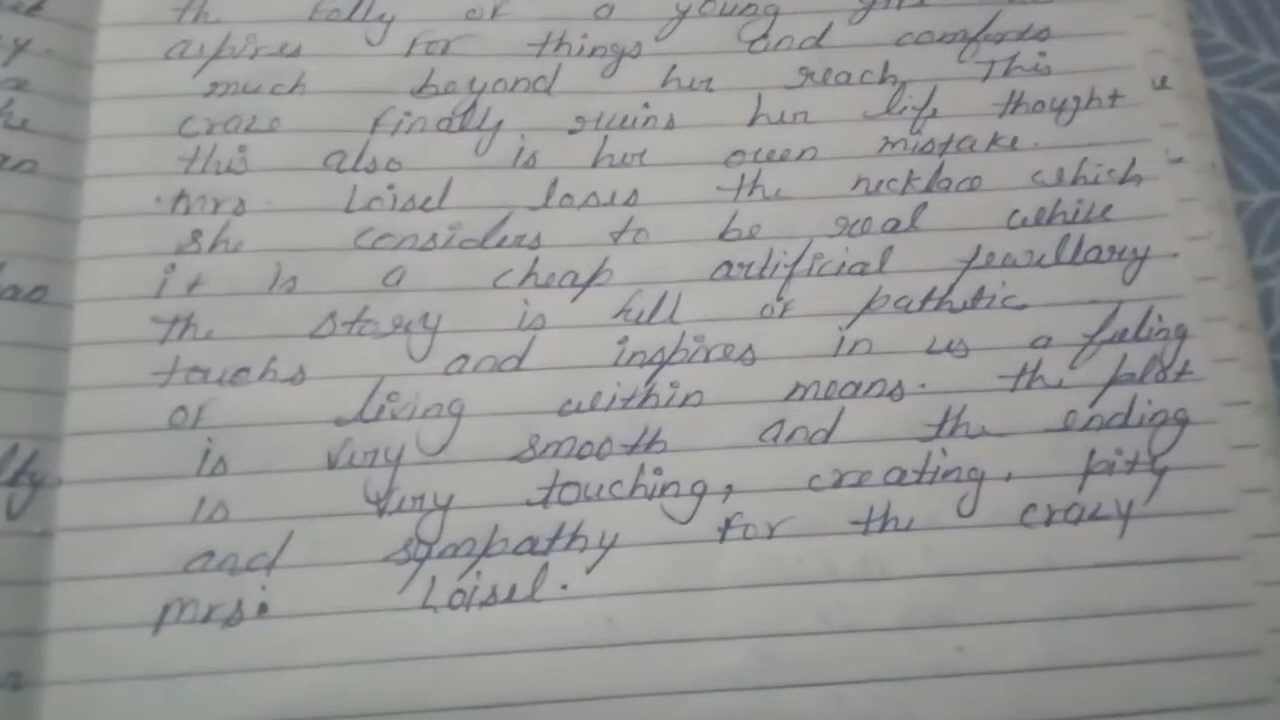 the folly of a young
aspires for things and comforts
much beyond her reach, This
craze finally ruins her life thought
this also is her owen mistake.
mrs. Loisel loses the necklace which
she considers to be real while
it is a cheap artificial jewellary.
the story is full of pathetic
touchs and inspires in us a feeling
of living within means. the plot
is very smooth and the ending
is very touching, creating, pity
and sympathy for the crazy
mrs. Loisel.